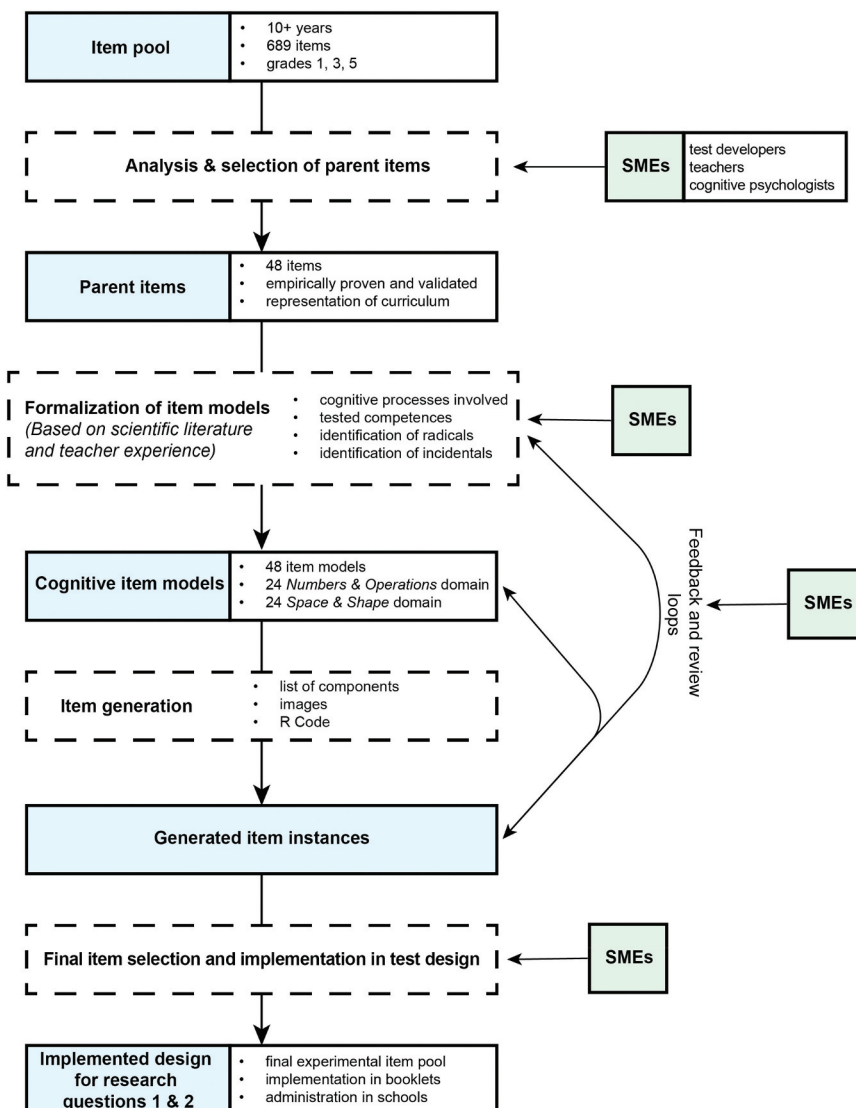 Item pool
• 10+ years
• 689 items
• grades 1, 3, 5
Analysis & selection of parent items
SMEs
test developers
teachers
cognitive psychologists
Parent items
• 48 items
• empirically proven and validated
• representation of curriculum
Formalization of item models
(Based on scientific literature
and teacher experience)
• cognitive processes involved
• tested competences
• identification of radicals
• identification of incidentals
SMEs
Cognitive item models
• 48 item models
• 24 Numbers & Operations domain
• 24 Space & Shape domain
Feedback and review
loops
SMEs
Item generation
• list of components
• images
• R Code
Generated item instances
Final item selection and implementation in test design
SMEs
Implemented design
for research
questions 1 & 2
• final experimental item pool
• implementation in booklets
• administration in schools